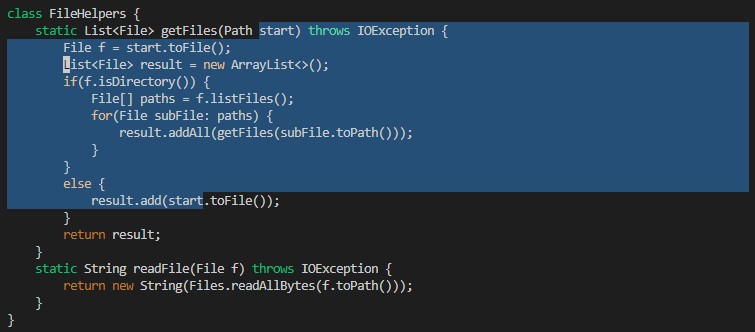 class FileHelpers {
    static List<File> getFiles(Path start) throws IOException {
        File f = start.toFile();
        List<File> result = new ArrayList<>();
        if(f.isDirectory()) {
            File[] paths = f.listFiles();
            for(File subFile: paths) {
                result.addAll(getFiles(subFile.toPath()));
            }
        }
        else {
            result.add(start.toFile());
        }
        return result;
    }
    static String readFile(File f) throws IOException {
        return new String(Files.readAllBytes(f.toPath()));
    }
}